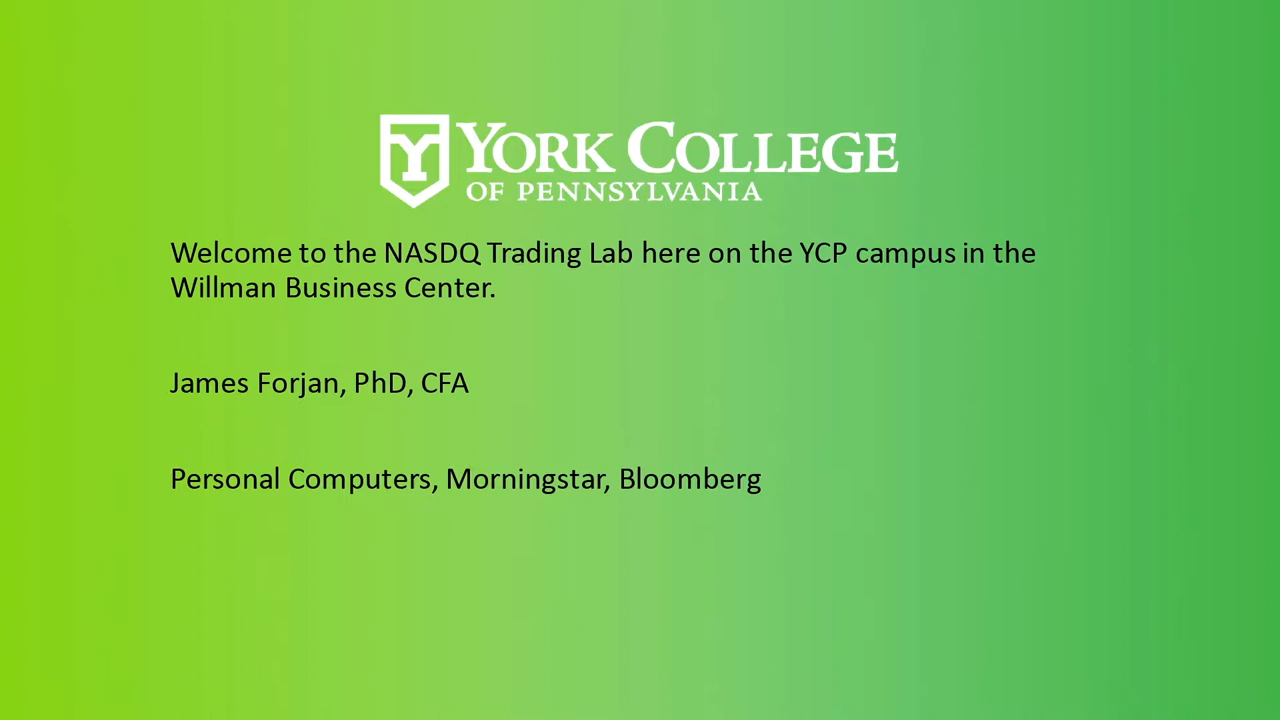 Y YORK COLLEGE
OF PENNSYLVANIA
Welcome to the NASDQ Trading Lab here on the YCP campus in the
Willman Business Center.
James Forjan, PhD, CFA
Personal Computers, Morningstar, Bloomberg